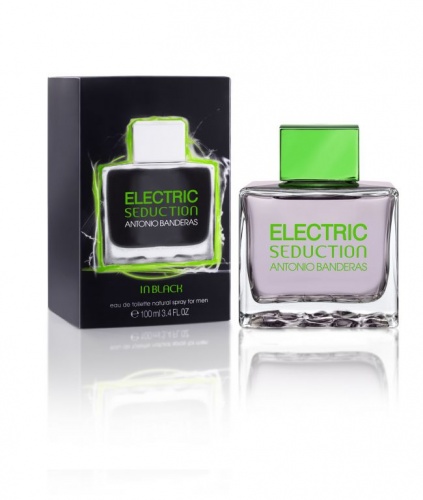 ELECTRIC
SEDUCTION
ANTONIO BANDERAS
IN BLACK
eau de toilette natural spray for men
e 100 ml 3.4 FL OZ
ELECTRIC
SEDUCTION
ANTONIO BANDERAS